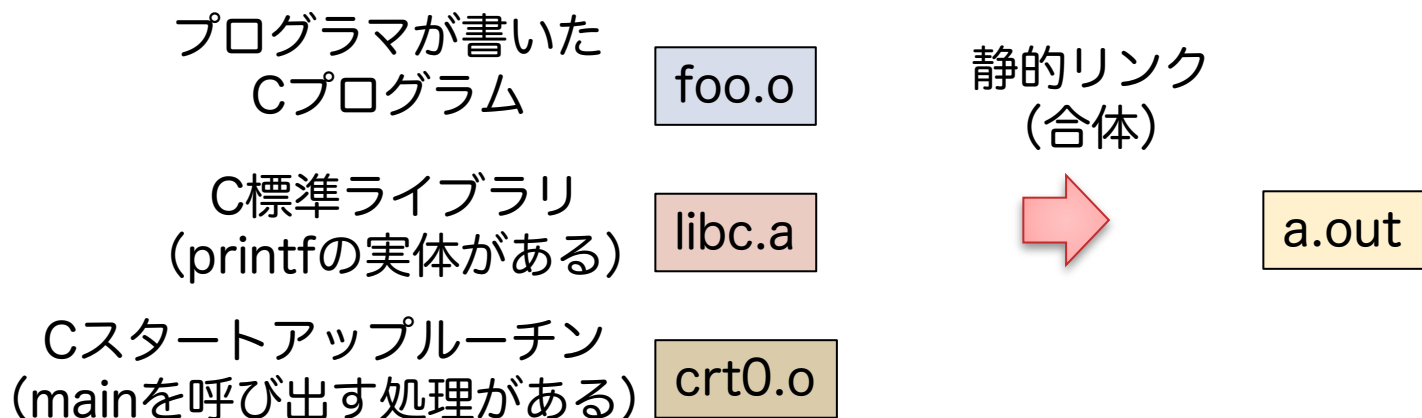 プログラマが書いた
Cプログラム
foo.o
静的リンク
（合体）
C標準ライブラリ
（printfの実体がある）
libc.a
a.out
Cスタートアップルーチン
（mainを呼び出す処理がある）
crt0.o